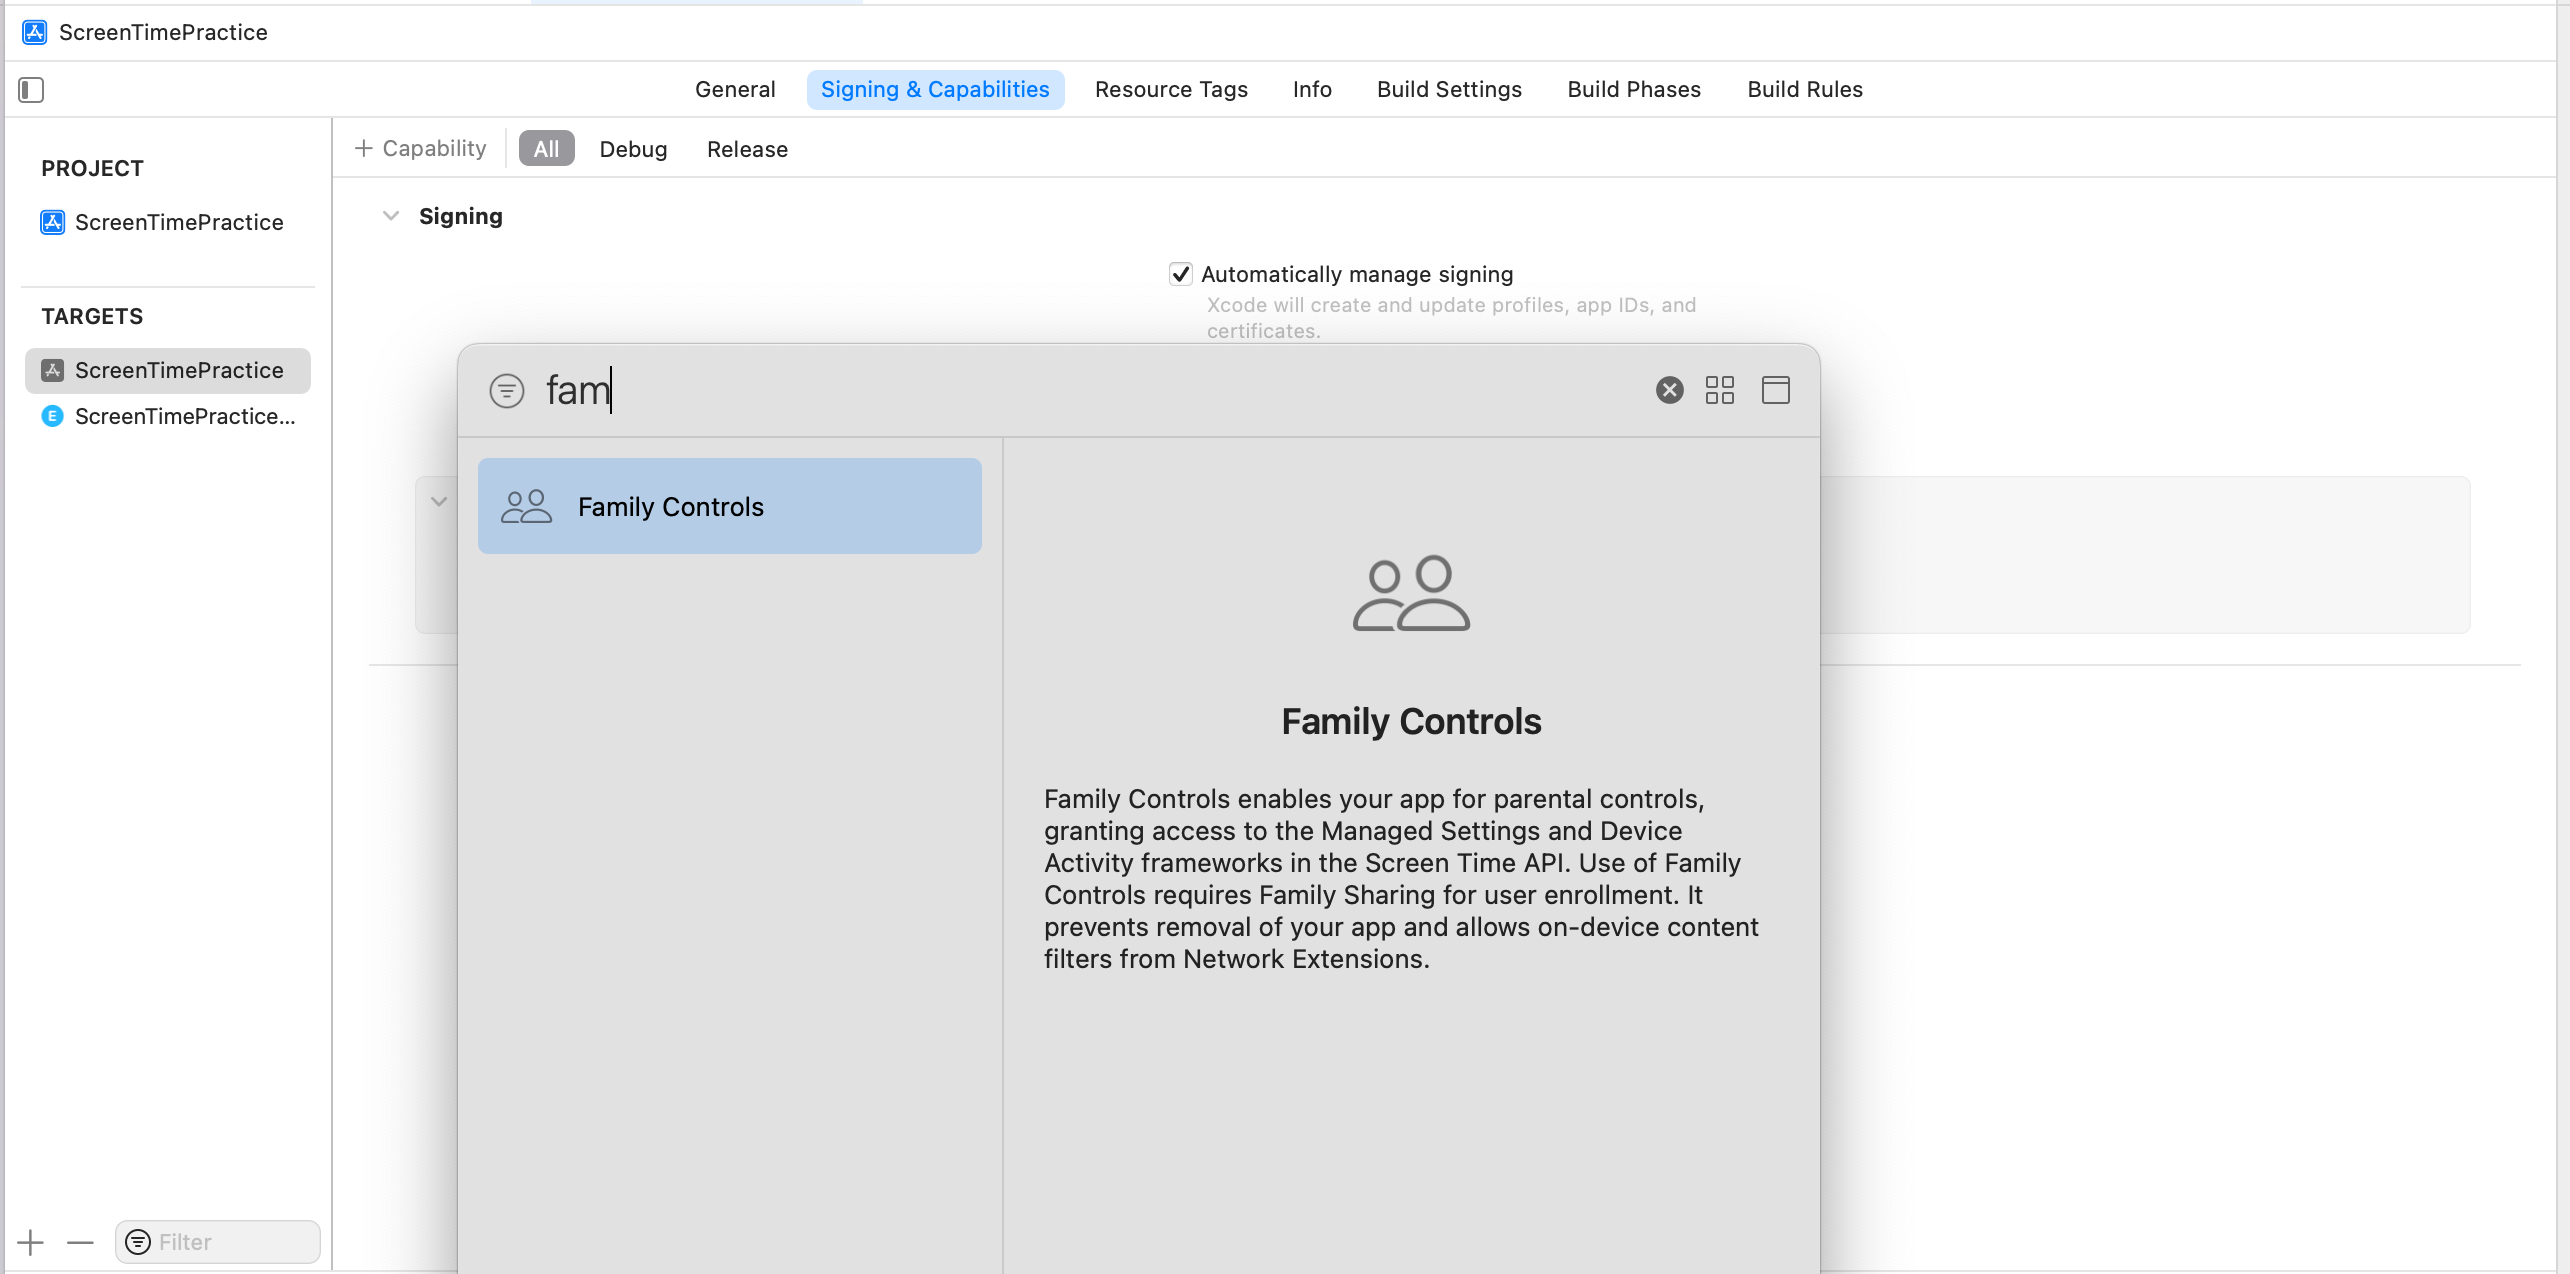 ScreenTimePractice
General
Signing & Capabilities
Resource Tags
Info
Build Settings
Build Phases
Build Rules
PROJECT
ScreenTimePractice
TARGETS
ScreenTimePractice
E
ScreenTimePractice...
+ Capability
All
Debug
Release
Signing
Automatically manage signing
Xcode will create and update profiles, app IDs, and
certificates.
fam
Family Controls
Family Controls
Family Controls enables your app for parental controls,
granting access to the Managed Settings and Device
Activity frameworks in the Screen Time API. Use of Family
Controls requires Family Sharing for user enrollment. It
prevents removal of your app and allows on-device content
filters from Network Extensions.
Filter